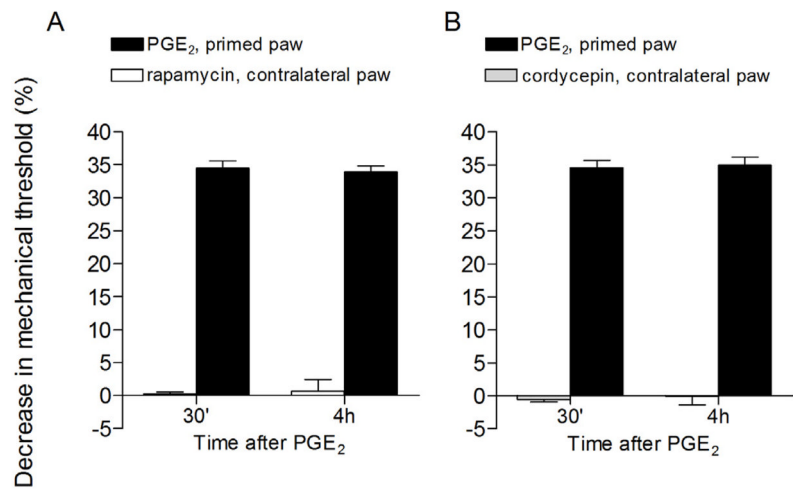 A
PGE₂, primed paw
rapamycin, contralateral paw
Decrease in mechanical threshold (%)
40
35
30
25
20
15
10
5
0
-5
30'
4h
Time after PGE₂
B
PGE₂, primed paw
cordycepin, contralateral paw
40
35
30
25
20
15
10
5
0
-5
30'
4h
Time after PGE₂